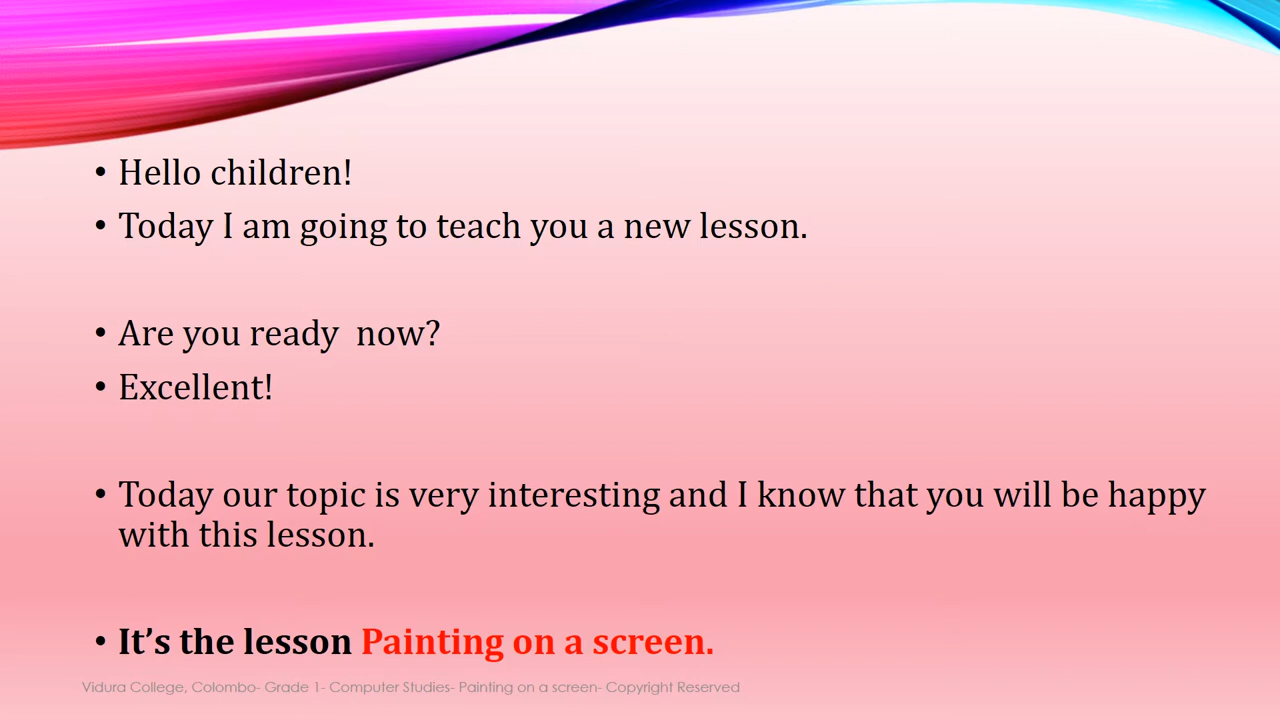 • Hello children!
• Today I am going to teach you a new lesson.
• Are you ready  now?
• Excellent!
• Today our topic is very interesting and I know that you will be happy
with this lesson.
• It’s the lesson Painting on a screen.
Vidura College, Colombo- Grade 1- Computer Studies- Painting on a screen- Copyright Reserved